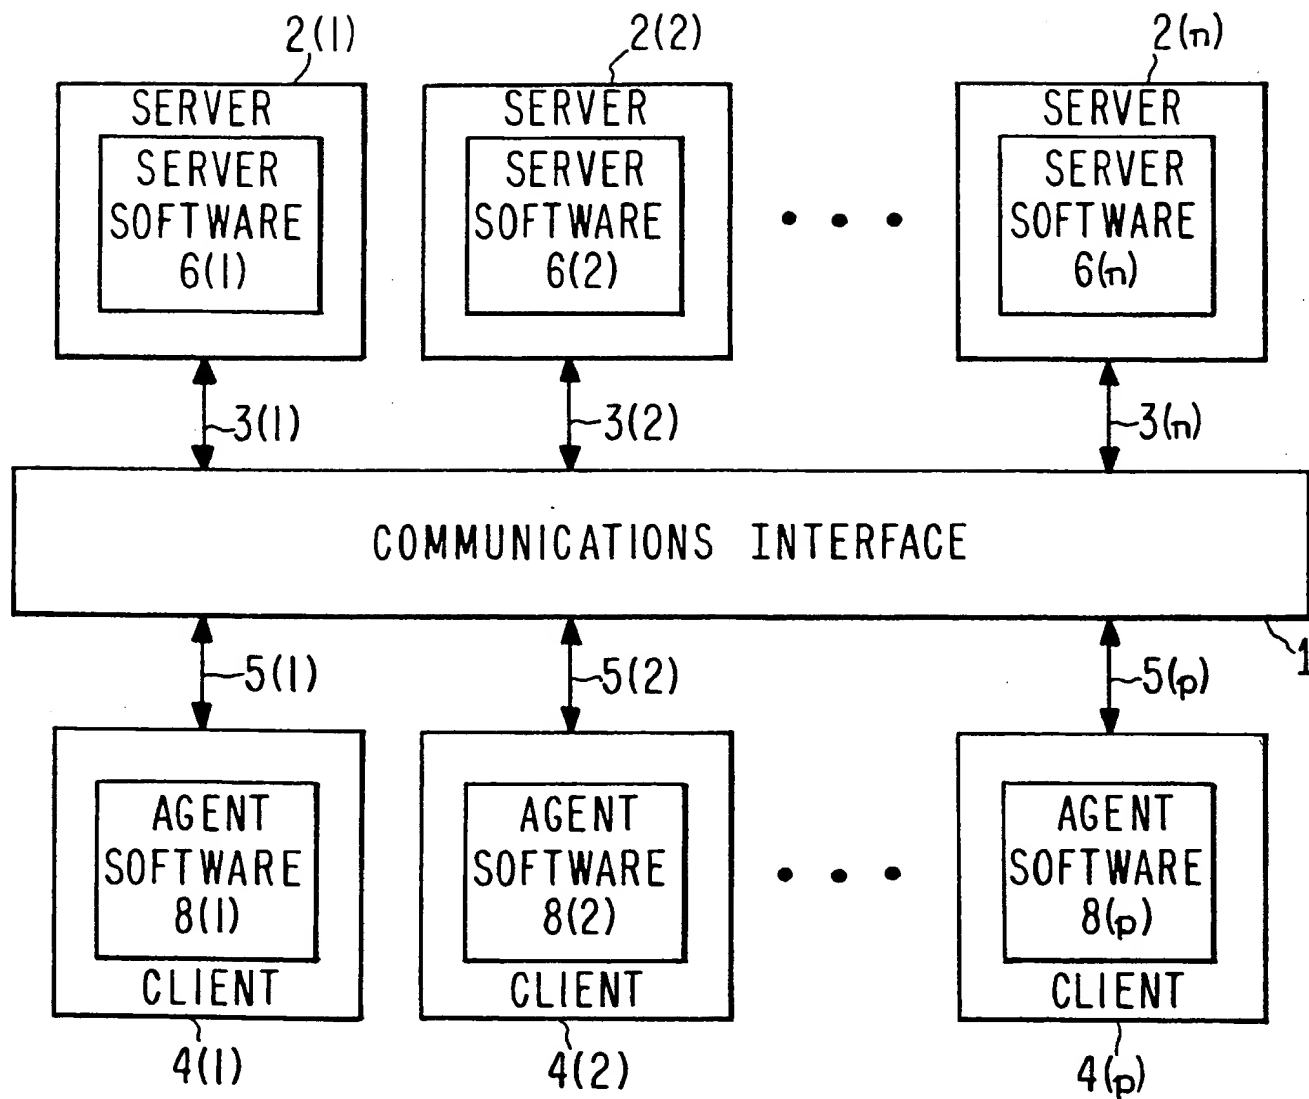 2(1) 2(2) 2(n)
SERVER SERVER SERVER
SERVER SOFTWARE 6(1)
SERVER SOFTWARE 6(2)
SERVER SOFTWARE 6(n)
3(1) 3(2) 3(n)
COMMUNICATIONS INTERFACE
1
5(1) 5(2) 5(p)
AGENT SOFTWARE 8(1)
AGENT SOFTWARE 8(2)
AGENT SOFTWARE 8(p)
CLIENT CLIENT CLIENT
4(1) 4(2) 4(p)